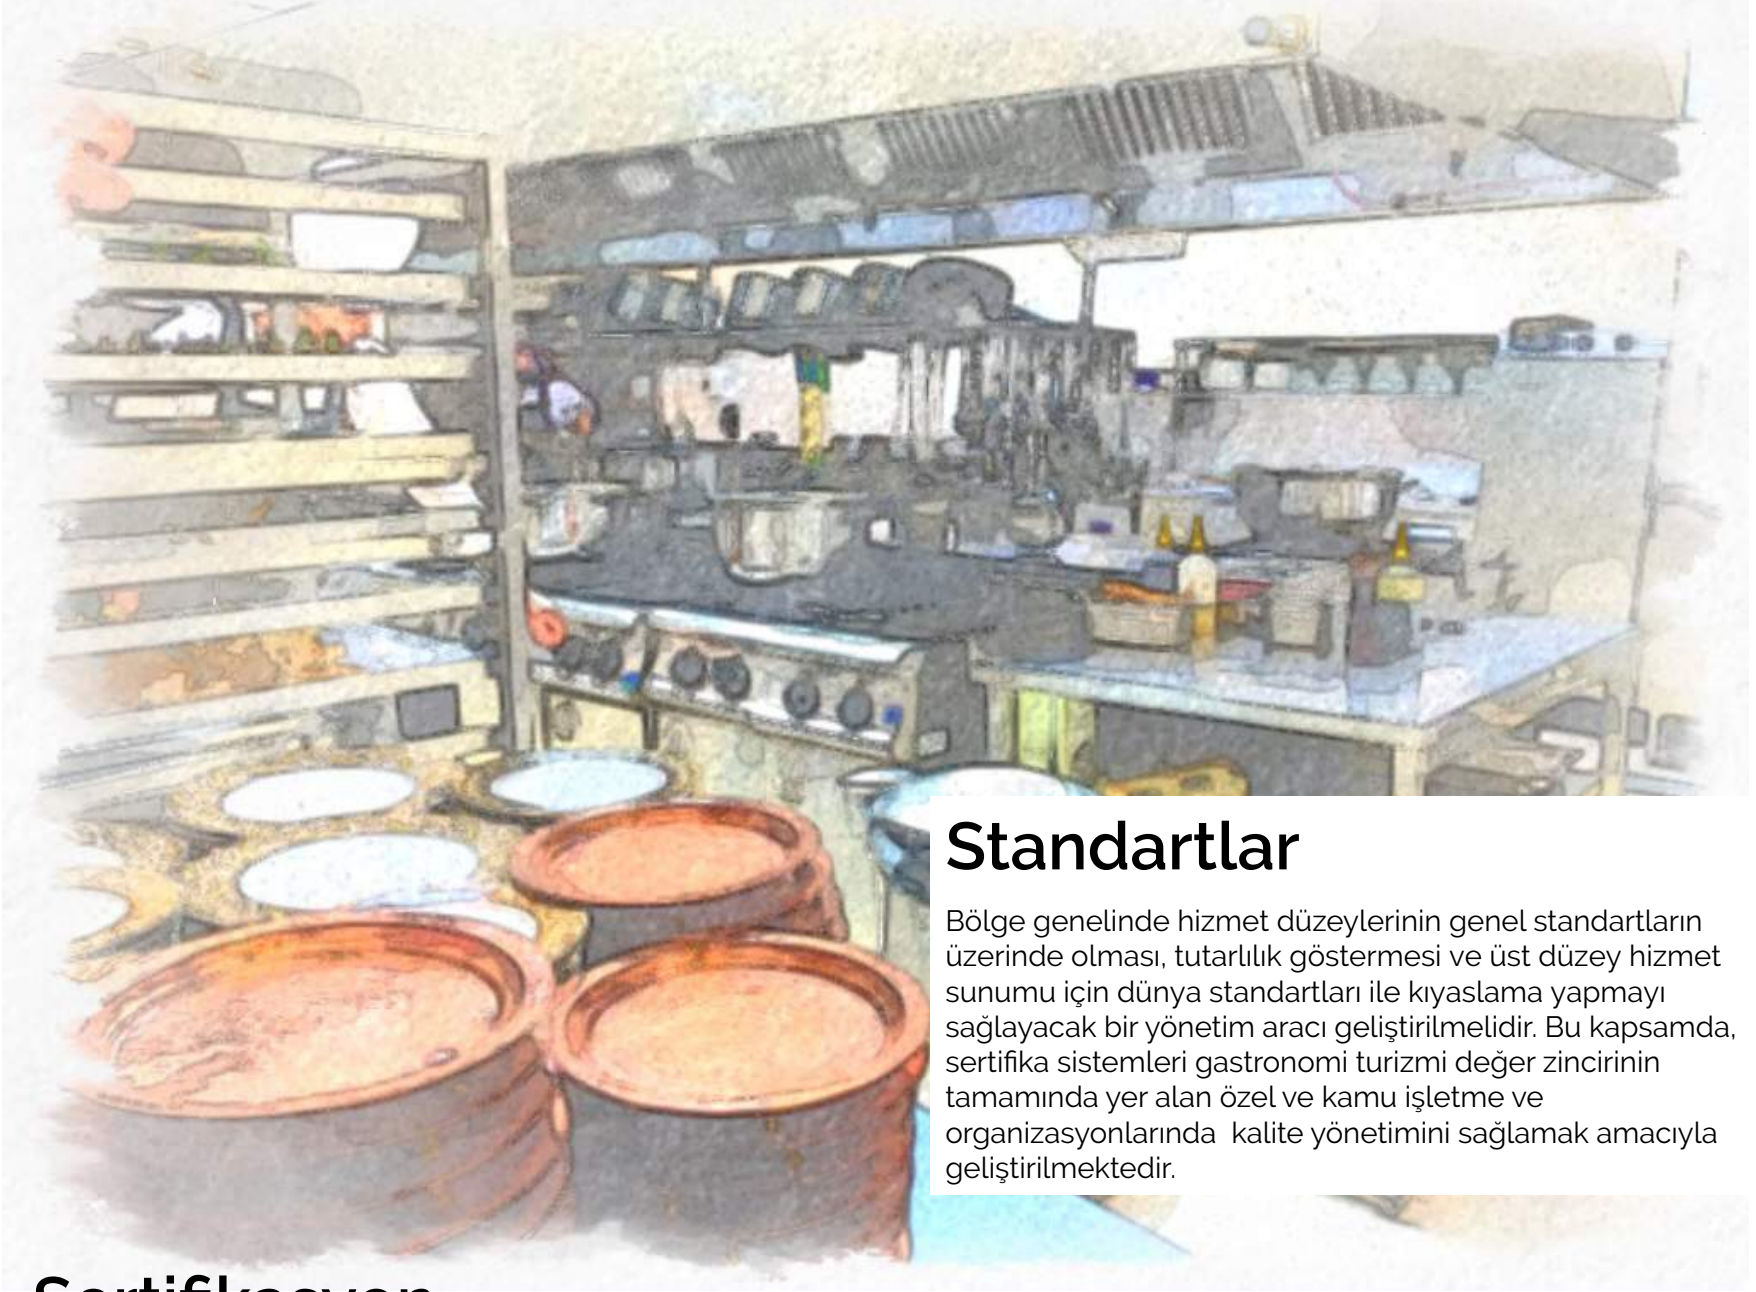 Standartlar
Bölge genelinde hizmet düzeylerinin genel standartların
üzerinde olması, tutarlılık göstermesi ve üst düzey hizmet
sunumu için dünya standartları ile kıyaslama yapmayı
sağlayacak bir yönetim aracı geliştirilmelidir. Bu kapsamda,
sertifika sistemleri gastronomi turizmi değer zincirinin
tamamında yer alan özel ve kamu işletme ve
organizasyonlarında  kalite yönetimini sağlamak amacıyla
geliştirilmektedir.
Sertifikasyon